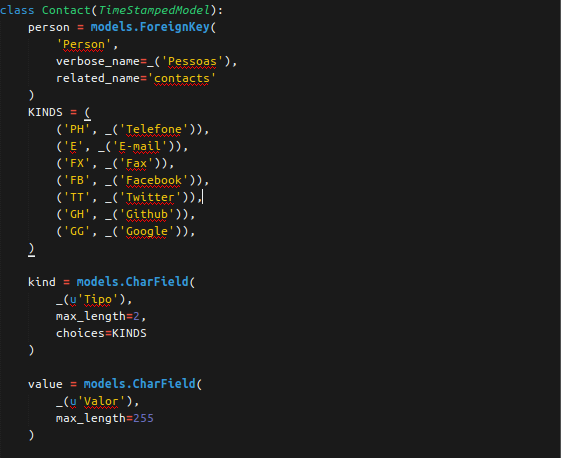 class Contact(TimeStampedModel):
    person = models.ForeignKey(
        'Person',
        verbose_name=_('Pessoas'),
        related_name='contacts'
    )
    KINDS = (
        ('PH', _('Telefone')),
        ('E', _('E-mail')),
        ('FX', _('Fax')),
        ('FB', _('Facebook')),
        ('TT', _('Twitter')),
        ('GH', _('Github')),
        ('GG', _('Google')),
    )
    kind = models.CharField(
        _(u'Tipo'),
        max_length=2,
        choices=KINDS
    )
    value = models.CharField(
        _(u'Valor'),
        max_length=255
    )